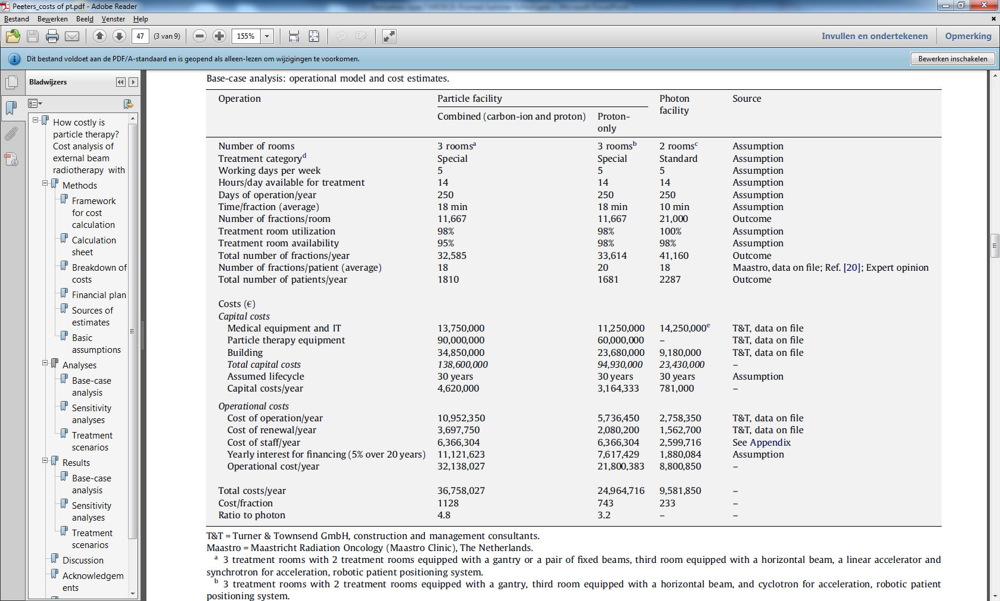 Peeters_costs of pt.pdf - Adobe Reader
Bestand Bewerken Beeld Venster Help
47 (3 van 9) 155% Invullen en ondertekenen Opmerking
Dit bestand voldoet aan de PDF/A-standaard en is geopend als alleen-lezen om wijzigingen te voorkomen. Bewerken inschakelen
Bladwijzers
How costly is
particle therapy?
Cost analysis of
external beam
radiotherapy with
Methods
Framework
for cost
calculation
Calculation
sheet
Breakdown of
costs
Financial plan
Sources of
estimates
Basic
assumptions
Analyses
Base-case
analysis
Sensitivity
analyses
Treatment
scenarios
Results
Base-case
analysis
Sensitivity
analyses
Treatment
scenarios
Discussion
Acknowledgem
ents
Base-case analysis: operational model and cost estimates.
Operation Particle facility Photon facility Source
Combined (carbon-ion and proton) Proton-only
Number of rooms 3 roomsa 3 roomsb 2 roomsc Assumption
Treatment categoryd Special Special Standard Assumption
Working days per week 5 5 5 Assumption
Hours/day available for treatment 14 14 14 Assumption
Days of operation/year 250 250 250 Assumption
Time/fraction (average) 18 min 18 min 10 min Assumption
Number of fractions/room 11,667 11,667 21,000 Outcome
Treatment room utilization 98% 98% 100% Assumption
Treatment room availability 95% 98% 98% Assumption
Total number of fractions/year 32,585 33,614 41,160 Outcome
Number of fractions/patient (average) 18 20 18 Maastro, data on file; Ref. [20]; Expert opinion
Total number of patients/year 1810 1681 2287 Outcome
Costs (€)
Capital costs
Medical equipment and IT 13,750,000 11,250,000 14,250,000e T&T, data on file
Particle therapy equipment 90,000,000 60,000,000 – T&T, data on file
Building 34,850,000 23,680,000 9,180,000 T&T, data on file
Total capital costs 138,600,000 94,930,000 23,430,000 –
Assumed lifecycle 30 years 30 years 30 years Assumption
Capital costs/year 4,620,000 3,164,333 781,000 –
Operational costs
Cost of operation/year 10,952,350 5,736,450 2,758,350 T&T, data on file
Cost of renewal/year 3,697,750 2,080,200 1,562,700 T&T, data on file
Cost of staff/year 6,366,304 6,366,304 2,599,716 See Appendix
Yearly interest for financing (5% over 20 years) 11,121,623 7,617,429 1,880,084 Assumption
Operational cost/year 32,138,027 21,800,383 8,800,850 –
Total costs/year 36,758,027 24,964,716 9,581,850 –
Cost/fraction 1128 743 233 –
Ratio to photon 4.8 3.2 – –
T&T = Turner & Townsend GmbH, construction and management consultants.
Maastro = Maastricht Radiation Oncology (Maastro Clinic), The Netherlands.
a 3 treatment rooms with 2 treatment rooms equipped with a gantry or a pair of fixed beams, third room equipped with a horizontal beam, a linear accelerator and
synchrotron for acceleration, robotic patient positioning system.
b 3 treatment rooms with 2 treatment rooms equipped with a gantry, third room equipped with a horizontal beam, and cyclotron for acceleration, robotic patient
positioning system.